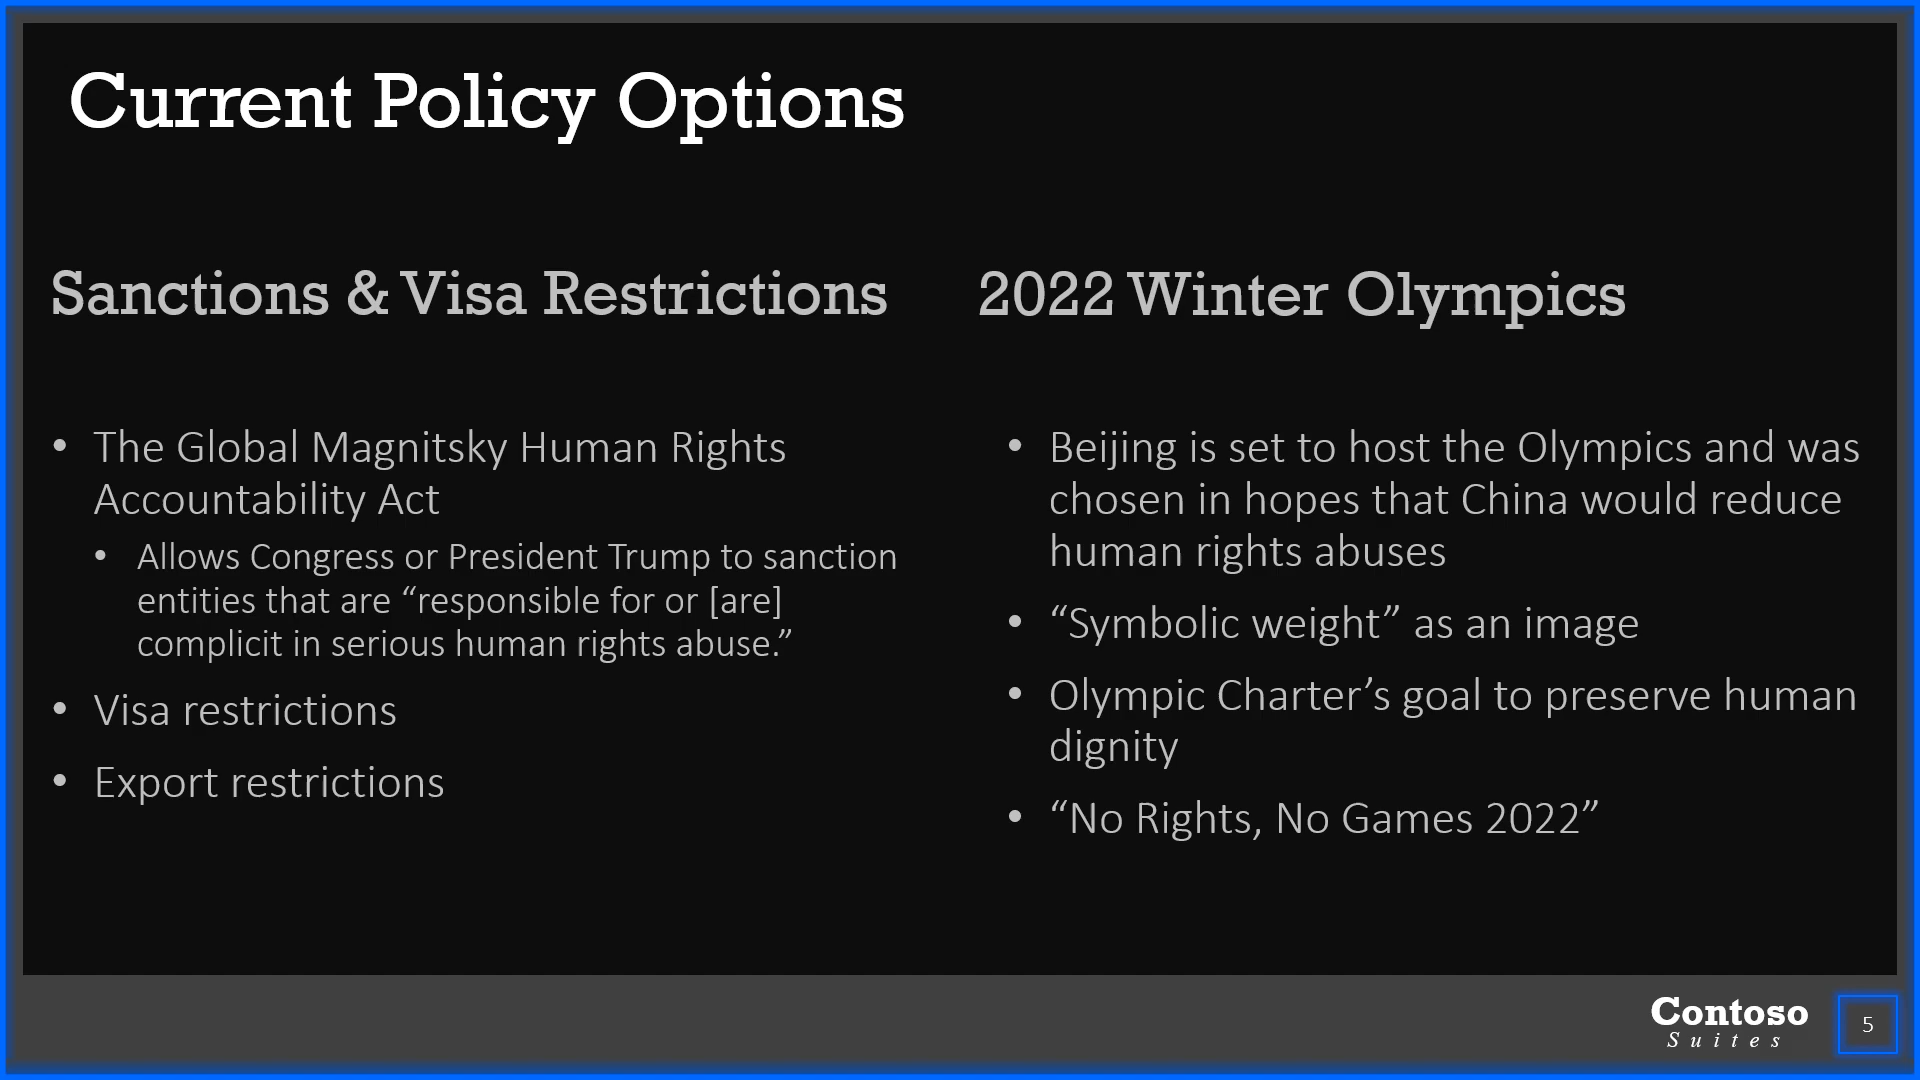 Current Policy Options
Sanctions & Visa Restrictions
• The Global Magnitsky Human Rights
Accountability Act
• Allows Congress or President Trump to sanction
entities that are “responsible for or [are]
complicit in serious human rights abuse.”
• Visa restrictions
• Export restrictions
2022 Winter Olympics
• Beijing is set to host the Olympics and was
chosen in hopes that China would reduce
human rights abuses
• “Symbolic weight” as an image
• Olympic Charter’s goal to preserve human
dignity
• “No Rights, No Games 2022”
Contoso
Suites
5